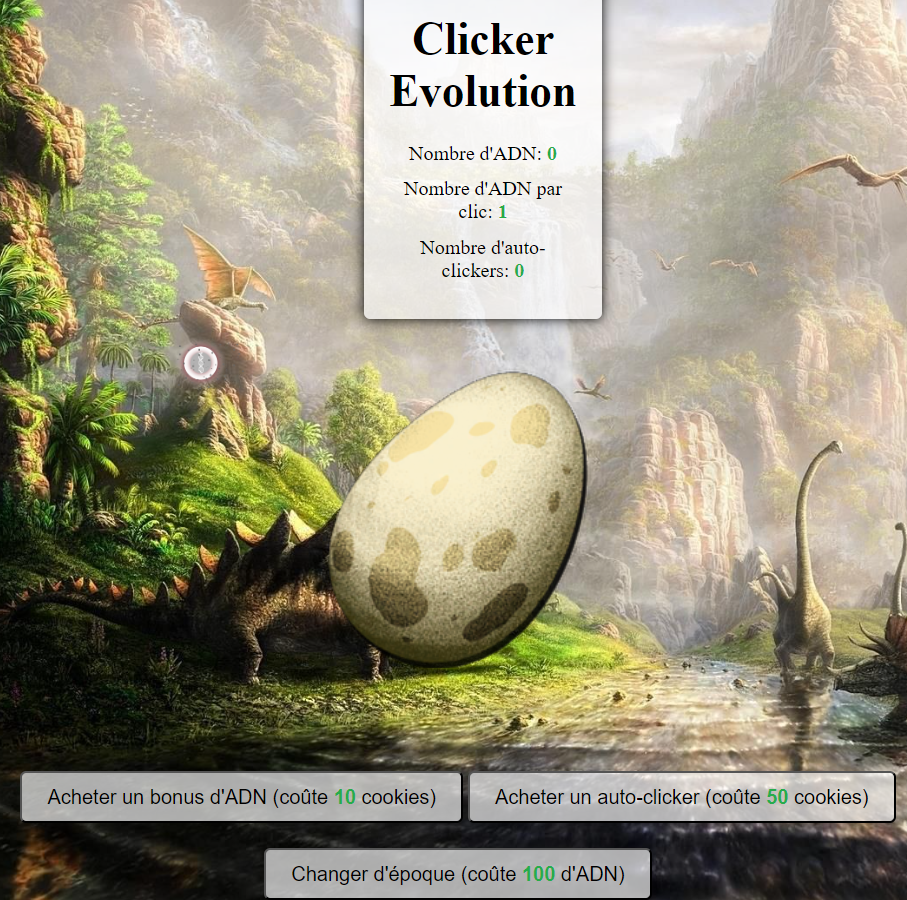 Clicker
Evolution
Nombre d'ADN: 0
Nombre d'ADN par
clic: 1
Nombre d'auto-
clickers: 0
Acheter un bonus d'ADN (coûte 10 cookies)
Acheter un auto-clicker (coûte 50 cookies)
Changer d'époque (coûte 100 d'ADN)